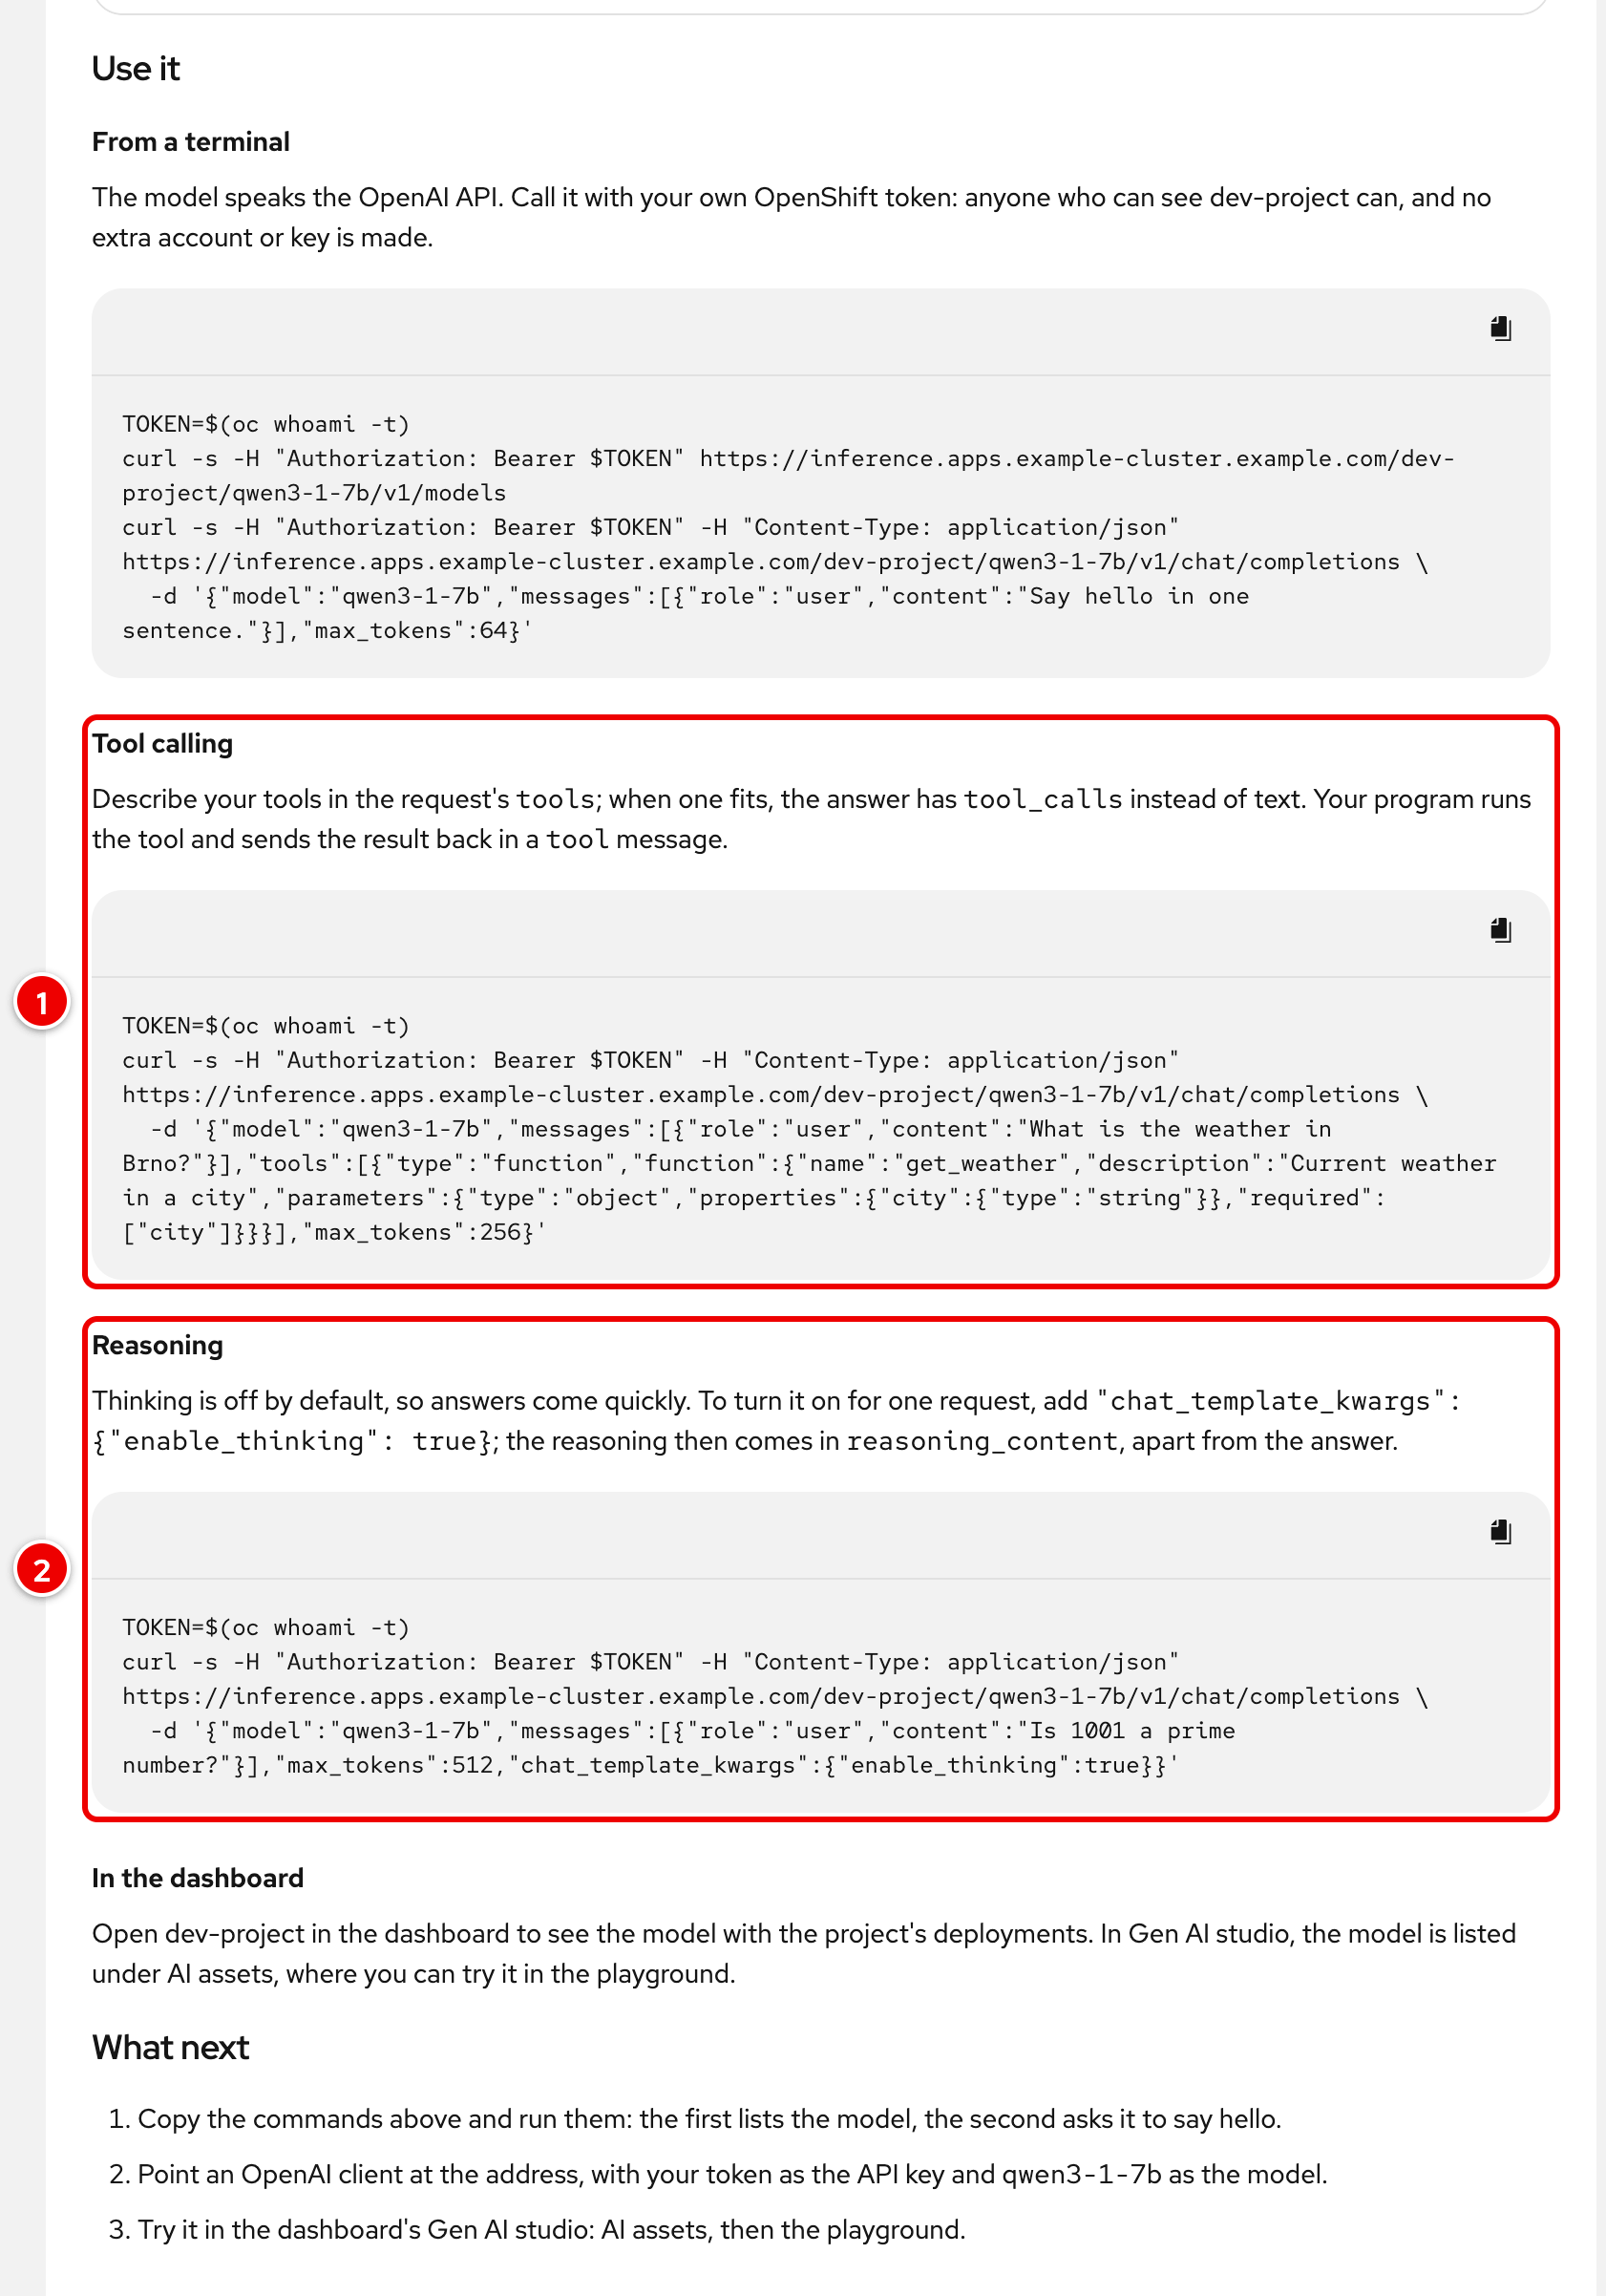 Use it
From a terminal
The model speaks the OpenAI API. Call it with your own OpenShift token: anyone who can see dev-project can, and no
extra account or key is made.
TOKEN=$(oc whoami -t)
curl -s -H "Authorization: Bearer $TOKEN" https://inference.apps.example-cluster.example.com/dev-
project/qwen3-1-7b/v1/models
curl -s -H "Authorization: Bearer $TOKEN" -H "Content-Type: application/json"
https://inference.apps.example-cluster.example.com/dev-project/qwen3-1-7b/v1/chat/completions \
  -d '{"model":"qwen3-1-7b","messages":[{"role":"user","content":"Say hello in one
sentence."}],"max_tokens":64}'
Tool calling
Describe your tools in the request's tools; when one fits, the answer has tool_calls instead of text. Your program runs
the tool and sends the result back in a tool message.
1
TOKEN=$(oc whoami -t)
curl -s -H "Authorization: Bearer $TOKEN" -H "Content-Type: application/json"
https://inference.apps.example-cluster.example.com/dev-project/qwen3-1-7b/v1/chat/completions \
  -d '{"model":"qwen3-1-7b","messages":[{"role":"user","content":"What is the weather in
Brno?"}],"tools":[{"type":"function","function":{"name":"get_weather","description":"Current weather
in a city","parameters":{"type":"object","properties":{"city":{"type":"string"}},"required":
["city"]}}}],"max_tokens":256}'
Reasoning
Thinking is off by default, so answers come quickly. To turn it on for one request, add "chat_template_kwargs":
{"enable_thinking": true}; the reasoning then comes in reasoning_content, apart from the answer.
2
TOKEN=$(oc whoami -t)
curl -s -H "Authorization: Bearer $TOKEN" -H "Content-Type: application/json"
https://inference.apps.example-cluster.example.com/dev-project/qwen3-1-7b/v1/chat/completions \
  -d '{"model":"qwen3-1-7b","messages":[{"role":"user","content":"Is 1001 a prime
number?"}],"max_tokens":512,"chat_template_kwargs":{"enable_thinking":true}}'
In the dashboard
Open dev-project in the dashboard to see the model with the project's deployments. In Gen AI studio, the model is listed
under AI assets, where you can try it in the playground.
What next
1. Copy the commands above and run them: the first lists the model, the second asks it to say hello.
2. Point an OpenAI client at the address, with your token as the API key and qwen3-1-7b as the model.
3. Try it in the dashboard's Gen AI studio: AI assets, then the playground.